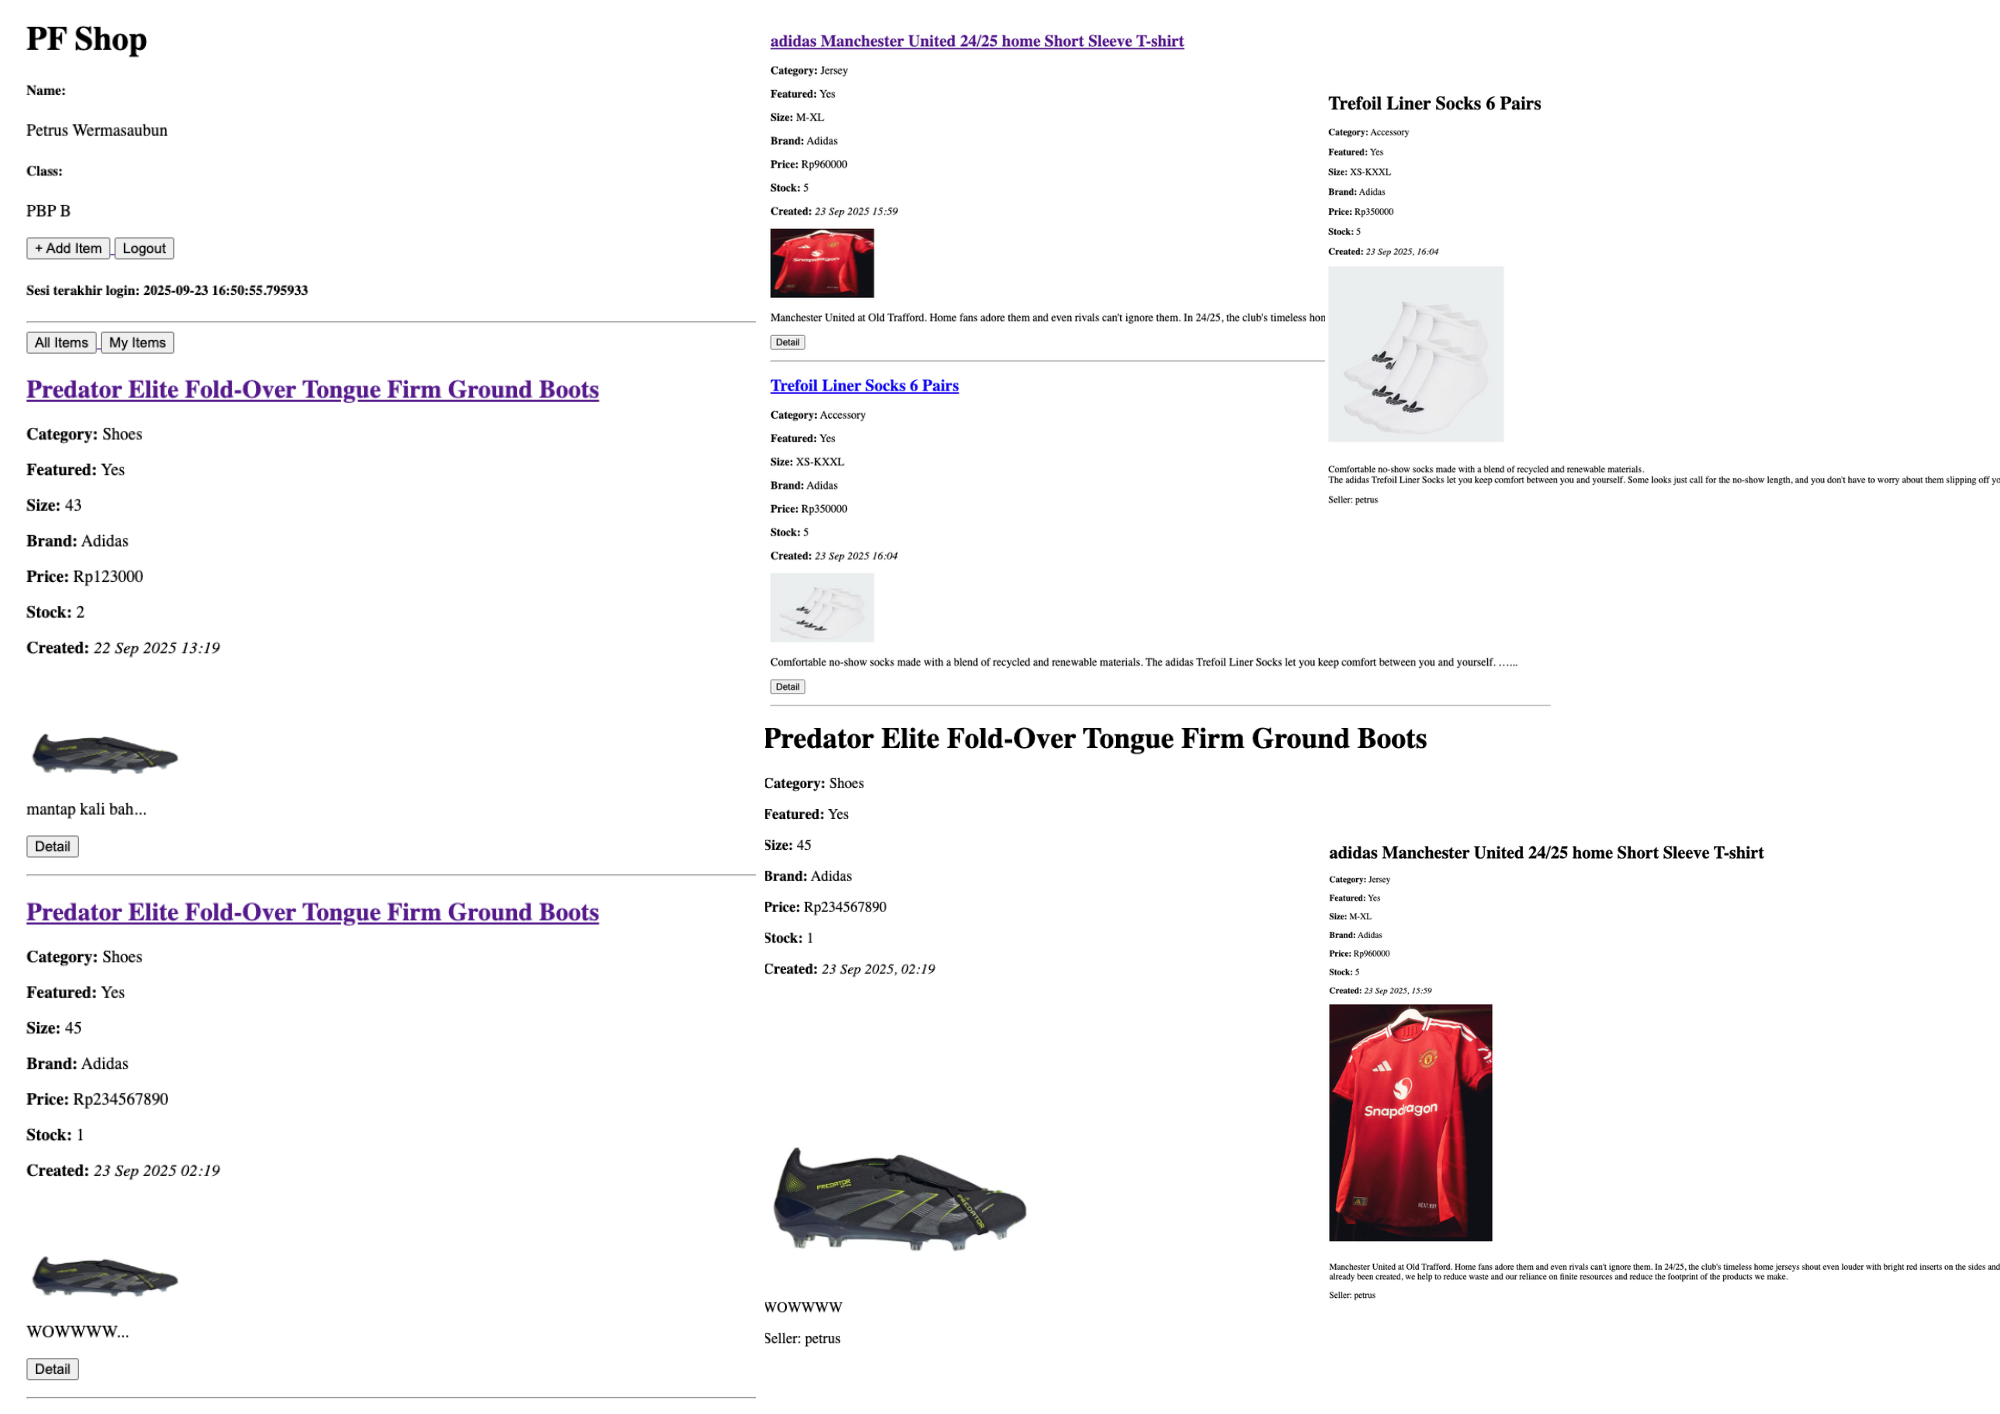 PF Shop
Name:
Petrus Wermasaubun
Class:
PBP B
+ Add Item Logout
Sesi terakhir login: 2025-09-23 16:50:55.795933
All Items My Items
Predator Elite Fold-Over Tongue Firm Ground Boots
Category: Shoes
Featured: Yes
Size: 43
Brand: Adidas
Price: Rp123000
Stock: 2
Created: 22 Sep 2025 13:19
mantap kali bah...
Detail
Predator Elite Fold-Over Tongue Firm Ground Boots
Category: Shoes
Featured: Yes
Size: 45
Brand: Adidas
Price: Rp234567890
Stock: 1
Created: 23 Sep 2025 02:19
WOWWWW...
Detail
adidas Manchester United 24/25 home Short Sleeve T-shirt
Category: Jersey
Featured: Yes
Size: M-XL
Brand: Adidas
Price: Rp960000
Stock: 5
Created: 23 Sep 2025 15:59
Snapdragon
Manchester United at Old Trafford. Home fans adore them and even rivals can't ignore them. In 24/25, the club's timeless hon
Detail
Trefoil Liner Socks 6 Pairs
Category: Accessory
Featured: Yes
Size: XS-KXXL
Brand: Adidas
Price: Rp350000
Stock: 5
Created: 23 Sep 2025 16:04
Comfortable no-show socks made with a blend of recycled and renewable materials. The adidas Trefoil Liner Socks let you keep comfort between you and yourself. …...
Detail
Predator Elite Fold-Over Tongue Firm Ground Boots
Category: Shoes
Featured: Yes
Size: 45
Brand: Adidas
Price: Rp234567890
Stock: 1
Created: 23 Sep 2025, 02:19
PREDATOR
PREDATOR
WOWWWW
Seller: petrus
Trefoil Liner Socks 6 Pairs
Category: Accessory
Featured: Yes
Size: XS-KXXL
Brand: Adidas
Price: Rp350000
Stock: 5
Created: 23 Sep 2025, 16:04
Comfortable no-show socks made with a blend of recycled and renewable materials.
The adidas Trefoil Liner Socks let you keep comfort between you and yourself. Some looks just call for the no-show length, and you don't have to worry about them slipping off yo
Seller: petrus
adidas Manchester United 24/25 home Short Sleeve T-shirt
Category: Jersey
Featured: Yes
Size: M-XL
Brand: Adidas
Price: Rp960000
Stock: 5
Created: 23 Sep 2025, 15:59
Snapdragon
HEAT.RDY
Manchester United at Old Trafford. Home fans adore them and even rivals can't ignore them. In 24/25, the club's timeless home jerseys shout even louder with bright red inserts on the sides and
already been created, we help to reduce waste and our reliance on finite resources and reduce the footprint of the products we make.
Seller: petrus